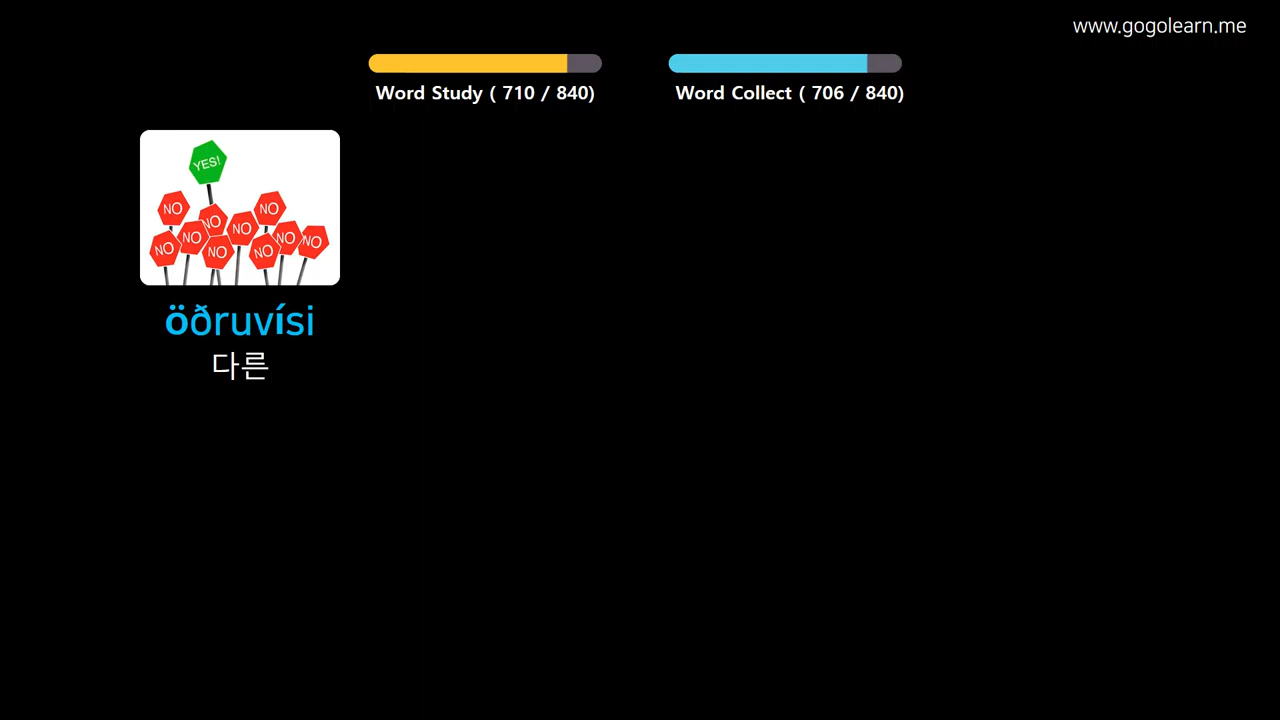 www.gogolearn.me
Word Study ( 710 / 840)
Word Collect ( 706 / 840)
YES!
NO
NO
NO
NO
NO
NO
NO
NO
NO
NO
öðruvísi
다른